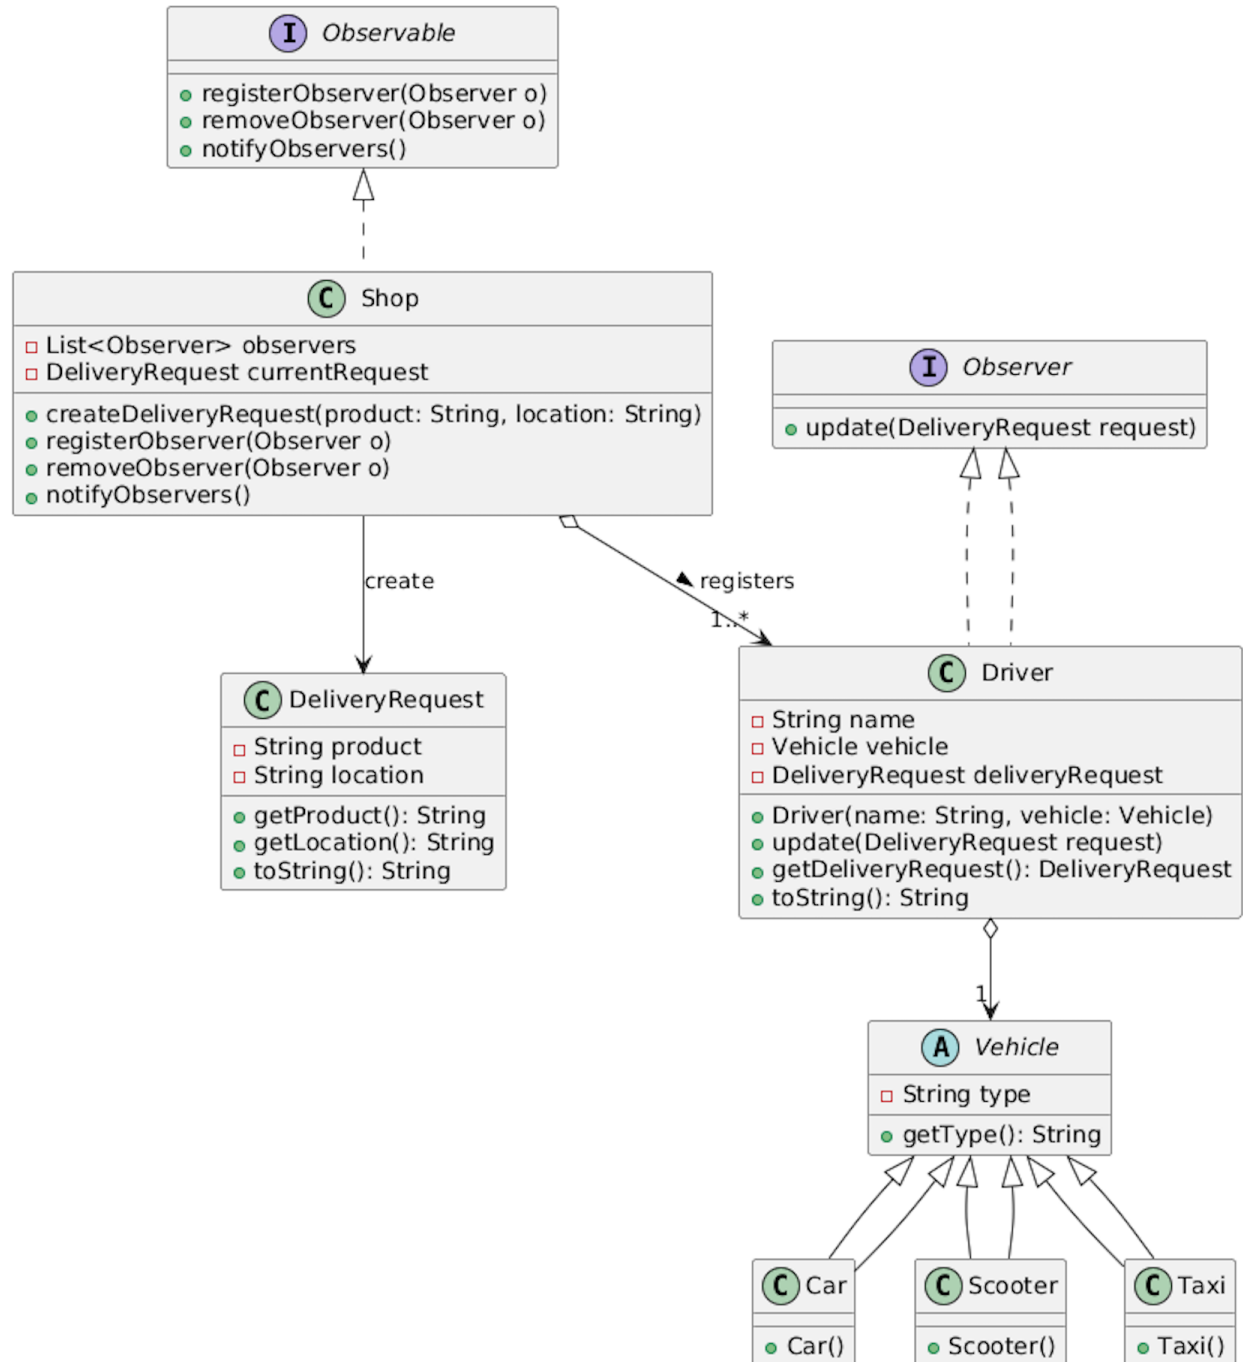 I Observable
registerObserver(Observer o)
removeObserver(Observer o)
notifyObservers()
C Shop
List<Observer> observers
DeliveryRequest currentRequest
createDeliveryRequest(product: String, location: String)
registerObserver(Observer o)
removeObserver(Observer o)
notifyObservers()
I Observer
update(DeliveryRequest request)
create
registers
1..*
C DeliveryRequest
String product
String location
getProduct(): String
getLocation(): String
toString(): String
C Driver
String name
Vehicle vehicle
DeliveryRequest deliveryRequest
Driver(name: String, vehicle: Vehicle)
update(DeliveryRequest request)
getDeliveryRequest(): DeliveryRequest
toString(): String
1
A Vehicle
String type
getType(): String
C Car
Car()
C Scooter
Scooter()
C Taxi
Taxi()